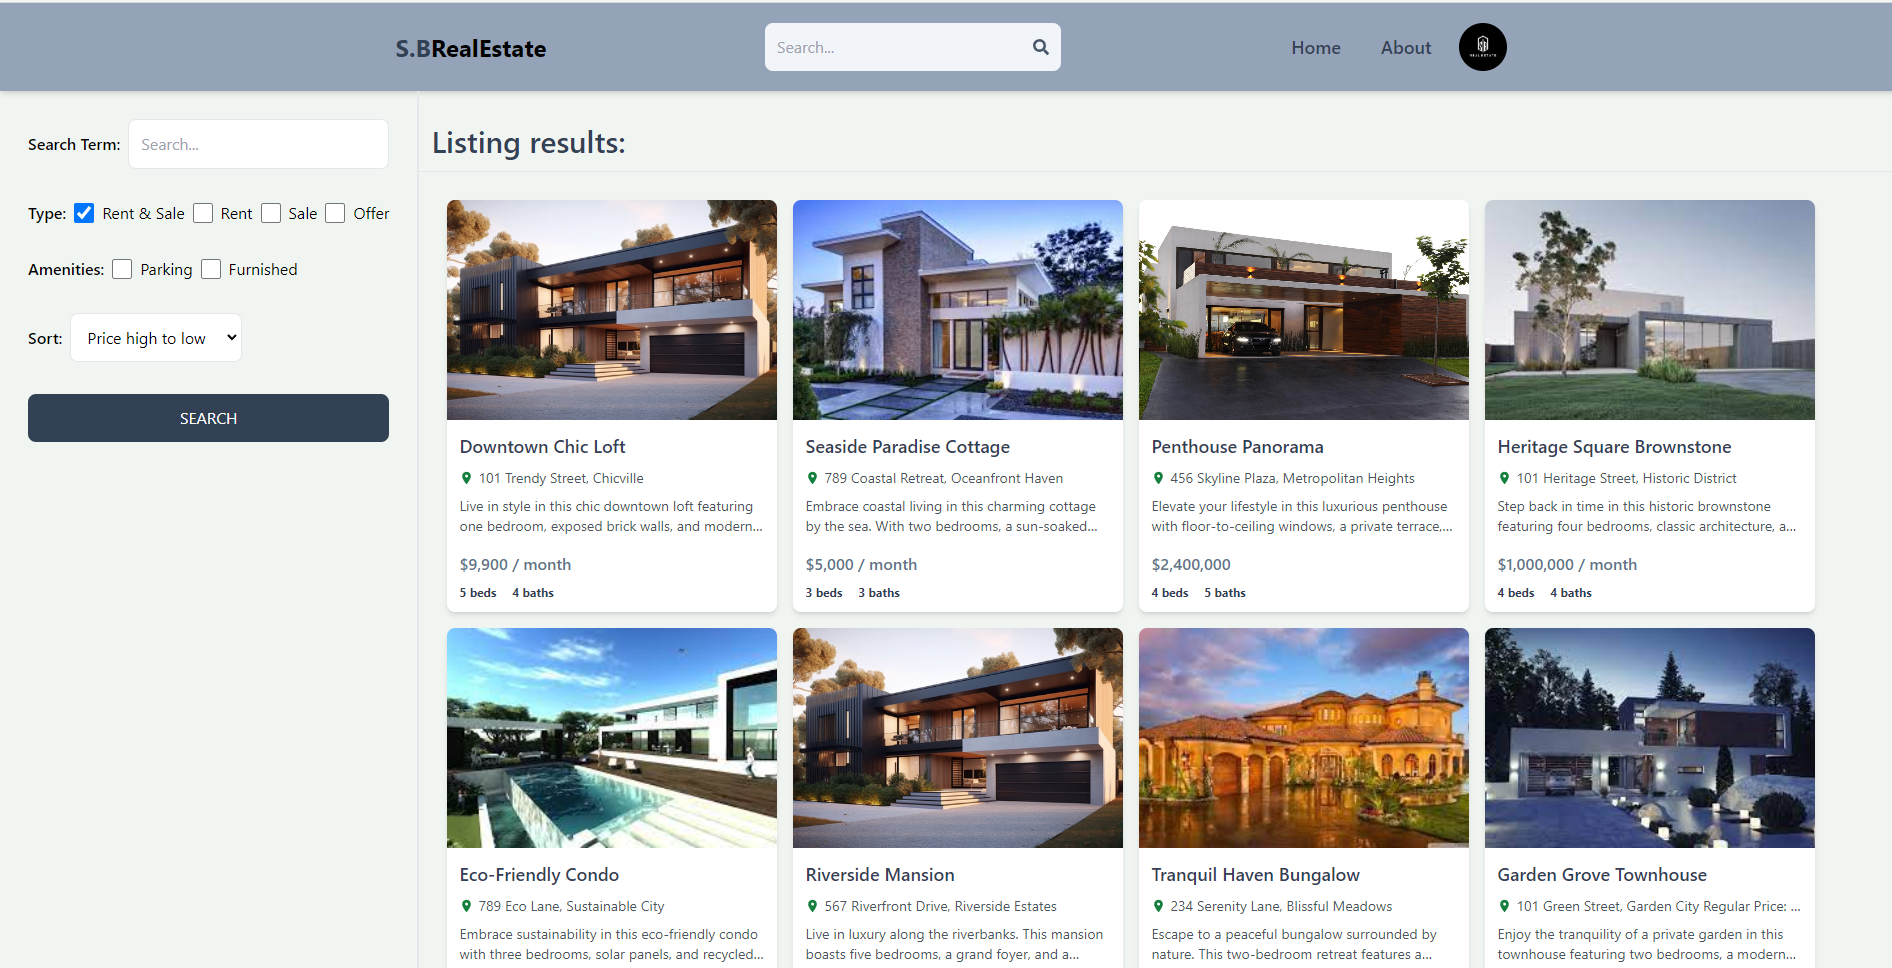 S.BRealEstate
Search...
Home
About
REAL ESTATE
Search Term:
Search...
Type:
Rent & Sale
Rent
Sale
Offer
Amenities:
Parking
Furnished
Sort:
Price high to low
SEARCH
Listing results:
Downtown Chic Loft
101 Trendy Street, Chicville
Live in style in this chic downtown loft featuring
one bedroom, exposed brick walls, and modern...
$9,900 / month
5 beds 4 baths
Seaside Paradise Cottage
789 Coastal Retreat, Oceanfront Haven
Embrace coastal living in this charming cottage
by the sea. With two bedrooms, a sun-soaked...
$5,000 / month
3 beds 3 baths
Penthouse Panorama
456 Skyline Plaza, Metropolitan Heights
Elevate your lifestyle in this luxurious penthouse
with floor-to-ceiling windows, a private terrace,...
$2,400,000
4 beds 5 baths
Heritage Square Brownstone
101 Heritage Street, Historic District
Step back in time in this historic brownstone
featuring four bedrooms, classic architecture, a...
$1,000,000 / month
4 beds 4 baths
Eco-Friendly Condo
789 Eco Lane, Sustainable City
Embrace sustainability in this eco-friendly condo
with three bedrooms, solar panels, and recycled...
Riverside Mansion
567 Riverfront Drive, Riverside Estates
Live in luxury along the riverbanks. This mansion
boasts five bedrooms, a grand foyer, and a...
Tranquil Haven Bungalow
234 Serenity Lane, Blissful Meadows
Escape to a peaceful bungalow surrounded by
nature. This two-bedroom retreat features a...
Garden Grove Townhouse
101 Green Street, Garden City Regular Price: ...
Enjoy the tranquility of a private garden in this
townhouse featuring two bedrooms, a modern...